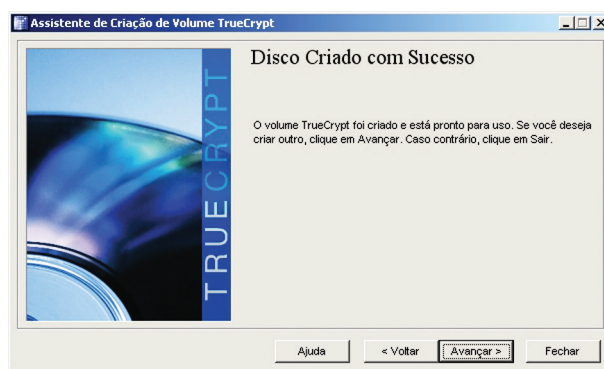 Assistente de Criação de Volume TrueCrypt
Disco Criado com Sucesso
O volume TrueCrypt foi criado e está pronto para uso. Se você deseja
criar outro, clique em Avançar. Caso contrário, clique em Sair.
TRUECRYPT
Ajuda
< Voltar
Avançar >
Fechar